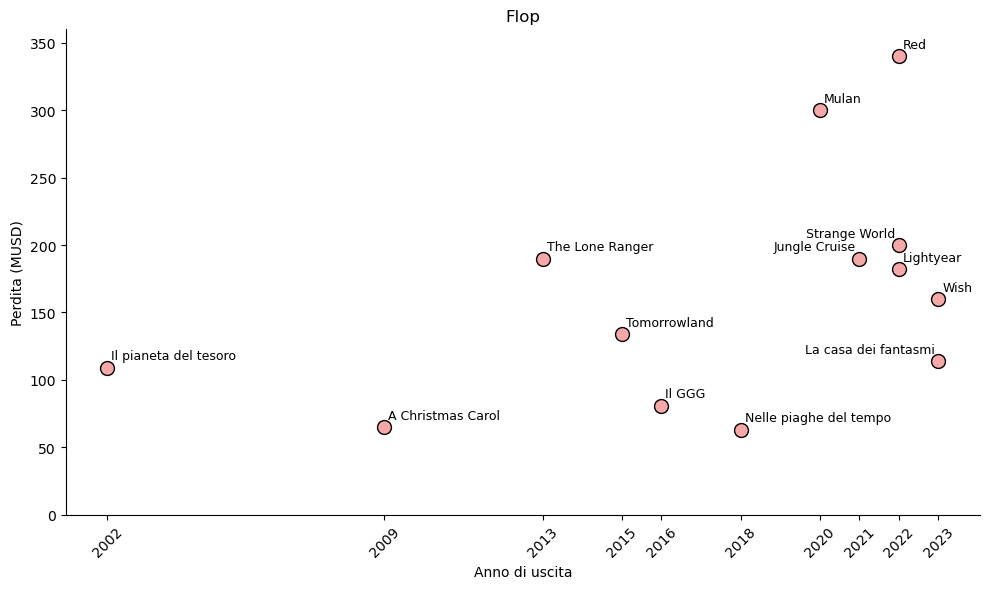 Flop
350
300
250
200
150
100
50
0
Perdita (MUSD)
Red
Mulan
Strange World
Jungle Cruise
The Lone Ranger
Lightyear
Wish
Tomorrowland
La casa dei fantasmi
Il pianeta del tesoro
Il GGG
A Christmas Carol
Nelle piaghe del tempo
2002
2009
2013
2015
2016
2018
2020
2021
2022
2023
Anno di uscita